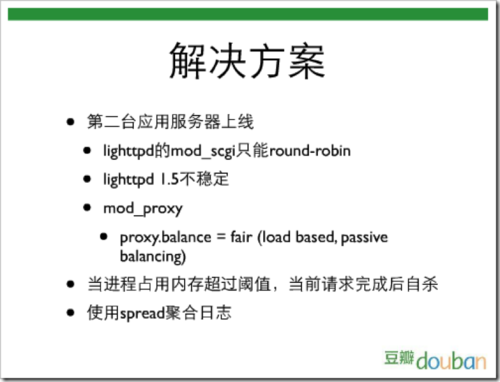 解决方案
第二台应用服务器上线
lighttpd的mod_scgi只能round-robin
lighttpd 1.5不稳定
mod_proxy
proxy.balance = fair (load based, passive
balancing)
当进程占用内存超过阈值，当前请求完成后自杀
使用spread聚合日志
豆瓣douban